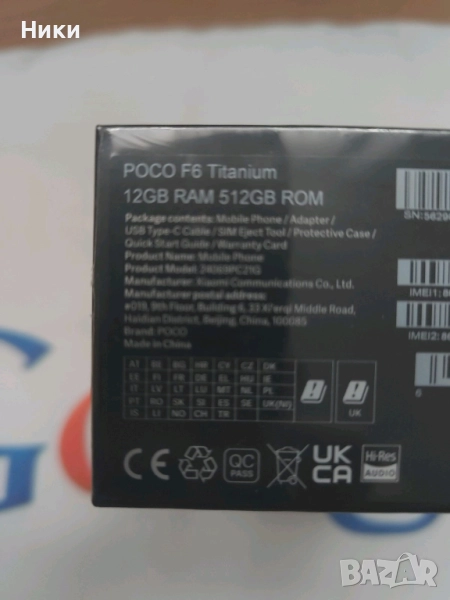 Ники
POCO F6 Titanium
12GB RAM 512GB ROM
Package contents: Mobile Phone / Adapter /
USB Type-C Cable / SIM Eject Tool / Protective Case /
Quick Start Guide / Warranty Card
Product Name: Mobile Phone
Product Model: 24069PC21G
Manufacturer: Xiaomi Communications Co., Ltd.
Manufacturer postal address:
#019, 9th Floor, Building 6, 33 Xi'erqi Middle Road,
Haidian District, Beijing, China, 100085
Brand: POCO
Made in China
AT BE BG HR CY CZ DK
EE FI FR DE EL HU IE
IT LV LT LU MT NL PL
PT RO SK SI ES SE UK(NI)
IS LI NO CH TR
UK
CE
QC
PASS
UK
CA
Hi-Res
AUDIO
IMEI1: 86
BAZAR